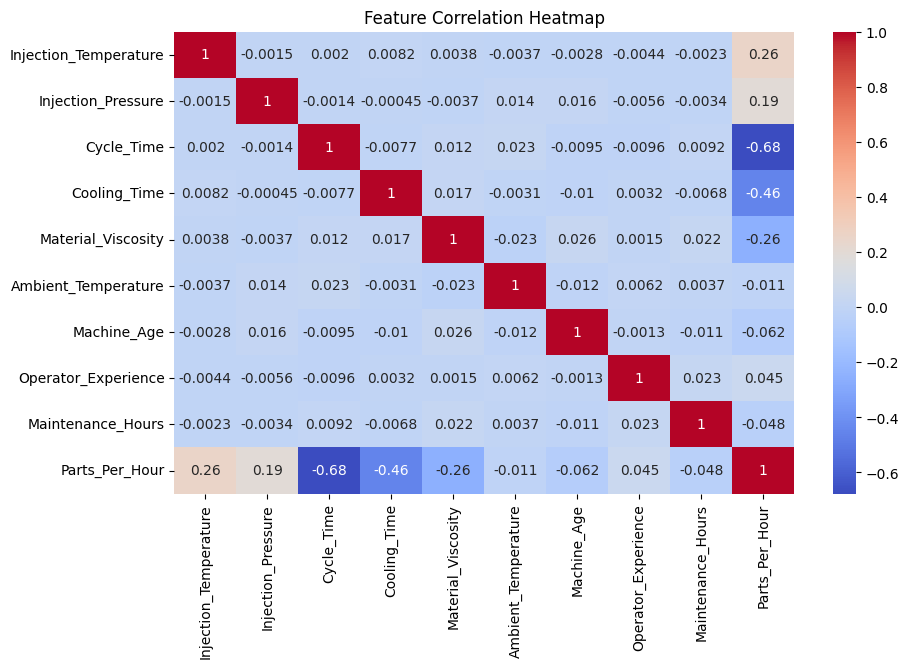 Feature Correlation Heatmap
Injection_Temperature 1 -0.0015 0.002 0.0082 0.0038 -0.0037 -0.0028 -0.0044 -0.0023 0.26
Injection_Pressure -0.0015 1 -0.0014 -0.00045 -0.0037 0.014 0.016 -0.0056 -0.0034 0.19
Cycle_Time 0.002 -0.0014 1 -0.0077 0.012 0.023 -0.0095 -0.0096 0.0092 -0.68
Cooling_Time 0.0082 -0.00045 -0.0077 1 0.017 -0.0031 -0.01 0.0032 -0.0068 -0.46
Material_Viscosity 0.0038 -0.0037 0.012 0.017 1 -0.023 0.026 0.0015 0.022 -0.26
Ambient_Temperature -0.0037 0.014 0.023 -0.0031 -0.023 1 -0.012 0.0062 0.0037 -0.011
Machine_Age -0.0028 0.016 -0.0095 -0.01 0.026 -0.012 1 -0.0013 -0.011 -0.062
Operator_Experience -0.0044 -0.0056 -0.0096 0.0032 0.0015 0.0062 -0.0013 1 0.023 0.045
Maintenance_Hours -0.0023 -0.0034 0.0092 -0.0068 0.022 0.0037 -0.011 0.023 1 -0.048
Parts_Per_Hour 0.26 0.19 -0.68 -0.46 -0.26 -0.011 -0.062 0.045 -0.048 1
Injection_Temperature
Injection_Pressure
Cycle_Time
Cooling_Time
Material_Viscosity
Ambient_Temperature
Machine_Age
Operator_Experience
Maintenance_Hours
Parts_Per_Hour
1.0
0.8
0.6
0.4
0.2
0.0
−0.2
−0.4
−0.6